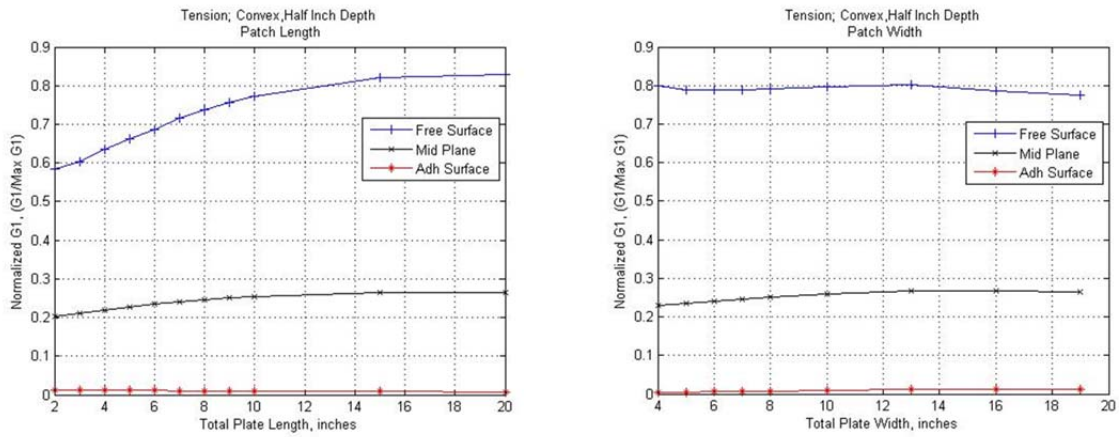 Tension; Convex,Half Inch Depth
Patch Length
Normalized G1, (G1/Max G1)
0.9
0.8
0.7
0.6
0.5
0.4
0.3
0.2
0.1
0
Free Surface
Mid Plane
Adh Surface
2 4 6 8 10 12 14 16 18 20
Total Plate Length, inches
Tension; Convex,Half Inch Depth
Patch Width
Normalized G1, (G1/Max G1)
0.9
0.8
0.7
0.6
0.5
0.4
0.3
0.2
0.1
0
Free Surface
Mid Plane
Adh Surface
4 6 8 10 12 14 16 18 20
Total Plate Width, inches